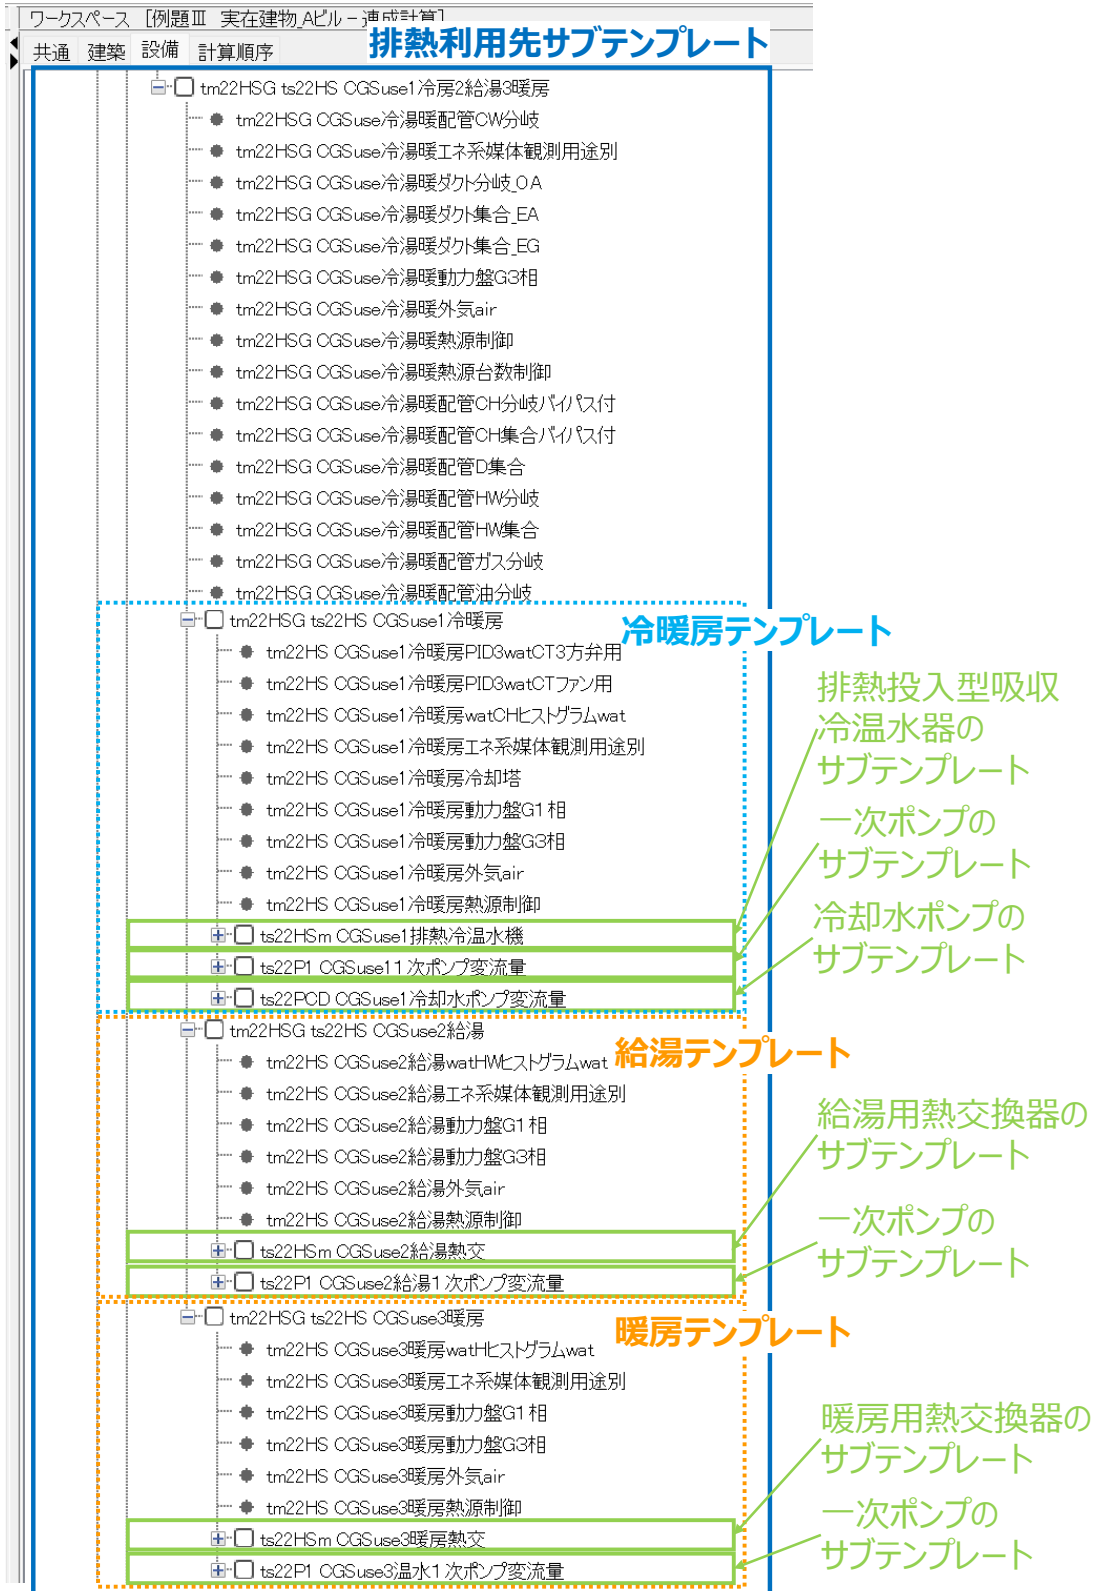 ワークスペース [例題Ⅲ 実在建物_Aビル－連成計算]
共通 建築 設備 計算順序
排熱利用先サブテンプレート
tm22HSG ts22HS CGSuse1冷房2給湯3暖房
tm22HSG CGSuse冷湯暖配管CW分岐
tm22HSG CGSuse冷湯暖エネ系媒体観測用途別
tm22HSG CGSuse冷湯暖ダクト分岐_OA
tm22HSG CGSuse冷湯暖ダクト集合_EA
tm22HSG CGSuse冷湯暖ダクト集合_EG
tm22HSG CGSuse冷湯暖動力盤G3相
tm22HSG CGSuse冷湯暖外気air
tm22HSG CGSuse冷湯暖熱源制御
tm22HSG CGSuse冷湯暖熱源台数制御
tm22HSG CGSuse冷湯暖配管CH分岐バイパス付
tm22HSG CGSuse冷湯暖配管CH集合バイパス付
tm22HSG CGSuse冷湯暖配管D集合
tm22HSG CGSuse冷湯暖配管HW分岐
tm22HSG CGSuse冷湯暖配管HW集合
tm22HSG CGSuse冷湯暖配管ガス分岐
tm22HSG CGSuse冷湯暖配管油分岐
tm22HSG ts22HS CGSuse1冷暖房
冷暖房テンプレート
tm22HS CGSuse1冷暖房PID3watCT3方弁用
tm22HS CGSuse1冷暖房PID3watCTファン用
tm22HS CGSuse1冷暖房watCHヒストグラムwat
tm22HS CGSuse1冷暖房エネ系媒体観測用途別
tm22HS CGSuse1冷暖房冷却塔
tm22HS CGSuse1冷暖房動力盤G1相
tm22HS CGSuse1冷暖房動力盤G3相
tm22HS CGSuse1冷暖房外気air
tm22HS CGSuse1冷暖房熱源制御
ts22HSm CGSuse1排熱冷温水機
ts22P1 CGSuse11次ポンプ変流量
ts22PCD CGSuse1冷却水ポンプ変流量
排熱投入型吸収
冷温水器の
サブテンプレート
一次ポンプの
サブテンプレート
冷却水ポンプの
サブテンプレート
tm22HSG ts22HS CGSuse2給湯
給湯テンプレート
tm22HS CGSuse2給湯watHWヒストグラムwat
tm22HS CGSuse2給湯エネ系媒体観測用途別
tm22HS CGSuse2給湯動力盤G1相
tm22HS CGSuse2給湯動力盤G3相
tm22HS CGSuse2給湯外気air
tm22HS CGSuse2給湯熱源制御
ts22HSm CGSuse2給湯熱交
ts22P1 CGSuse2給湯1次ポンプ変流量
給湯用熱交換器の
サブテンプレート
一次ポンプの
サブテンプレート
tm22HSG ts22HS CGSuse3暖房
暖房テンプレート
tm22HS CGSuse3暖房watHヒストグラムwat
tm22HS CGSuse3暖房エネ系媒体観測用途別
tm22HS CGSuse3暖房動力盤G1相
tm22HS CGSuse3暖房動力盤G3相
tm22HS CGSuse3暖房外気air
tm22HS CGSuse3暖房熱源制御
ts22HSm CGSuse3暖房熱交
ts22P1 CGSuse3温水1次ポンプ変流量
暖房用熱交換器の
サブテンプレート
一次ポンプの
サブテンプレート